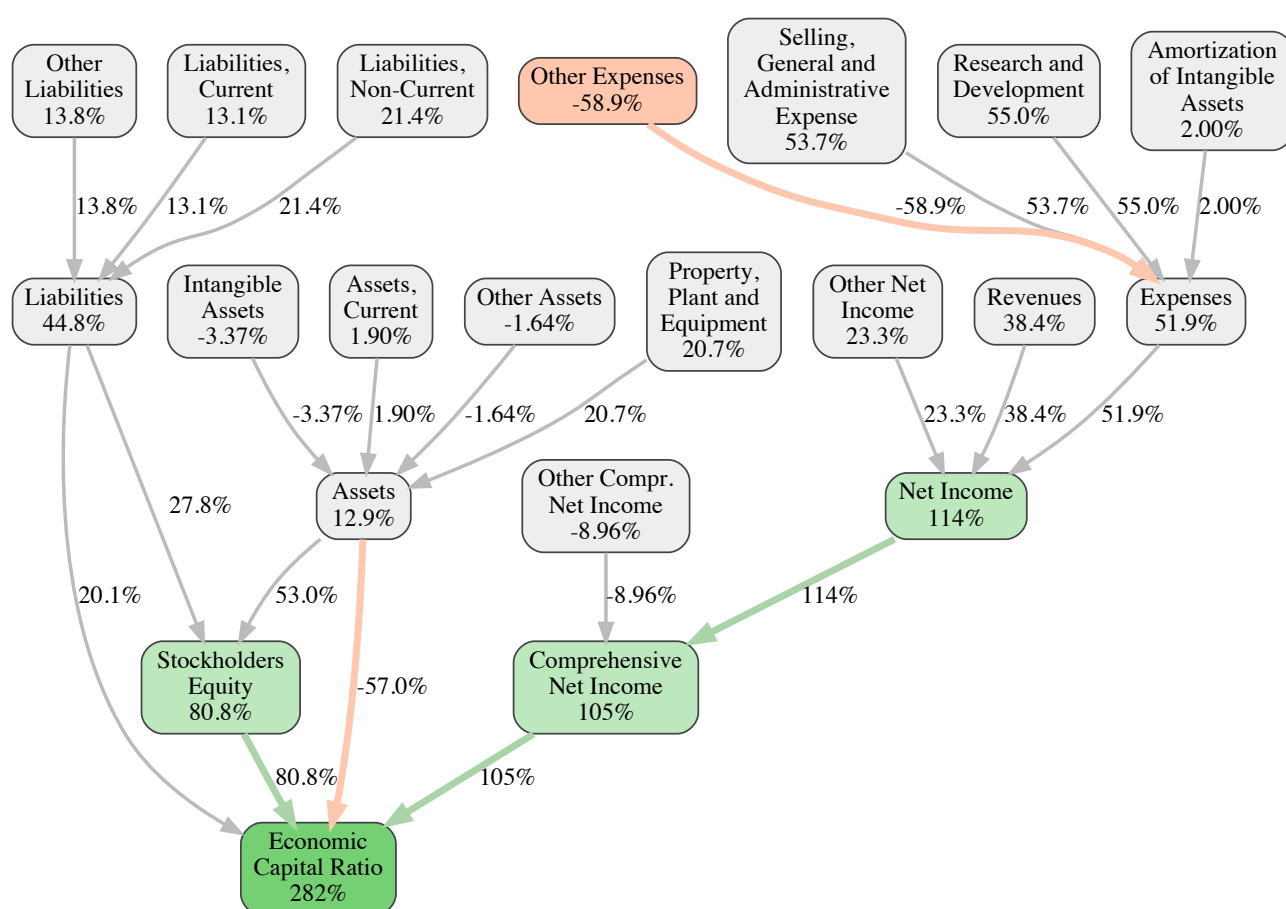 Other
Liabilities
13.8%
Liabilities,
Current
13.1%
Liabilities,
Non-Current
21.4%
Other Expenses
-58.9%
Selling,
General and
Administrative
Expense
53.7%
Research and
Development
55.0%
Amortization
of Intangible
Assets
2.00%
13.8%
13.1%
21.4%
-58.9%
53.7%
55.0%
2.00%
Liabilities
44.8%
Intangible
Assets
-3.37%
Assets,
Current
1.90%
Other Assets
-1.64%
Property,
Plant and
Equipment
20.7%
Other Net
Income
23.3%
Revenues
38.4%
Expenses
51.9%
-3.37%
1.90%
-1.64%
20.7%
23.3%
38.4%
51.9%
27.8%
Assets
12.9%
Other Compr.
Net Income
-8.96%
Net Income
114%
20.1%
53.0%
-8.96%
114%
Stockholders
Equity
80.8%
-57.0%
Comprehensive
Net Income
105%
80.8%
105%
Economic
Capital Ratio
282%